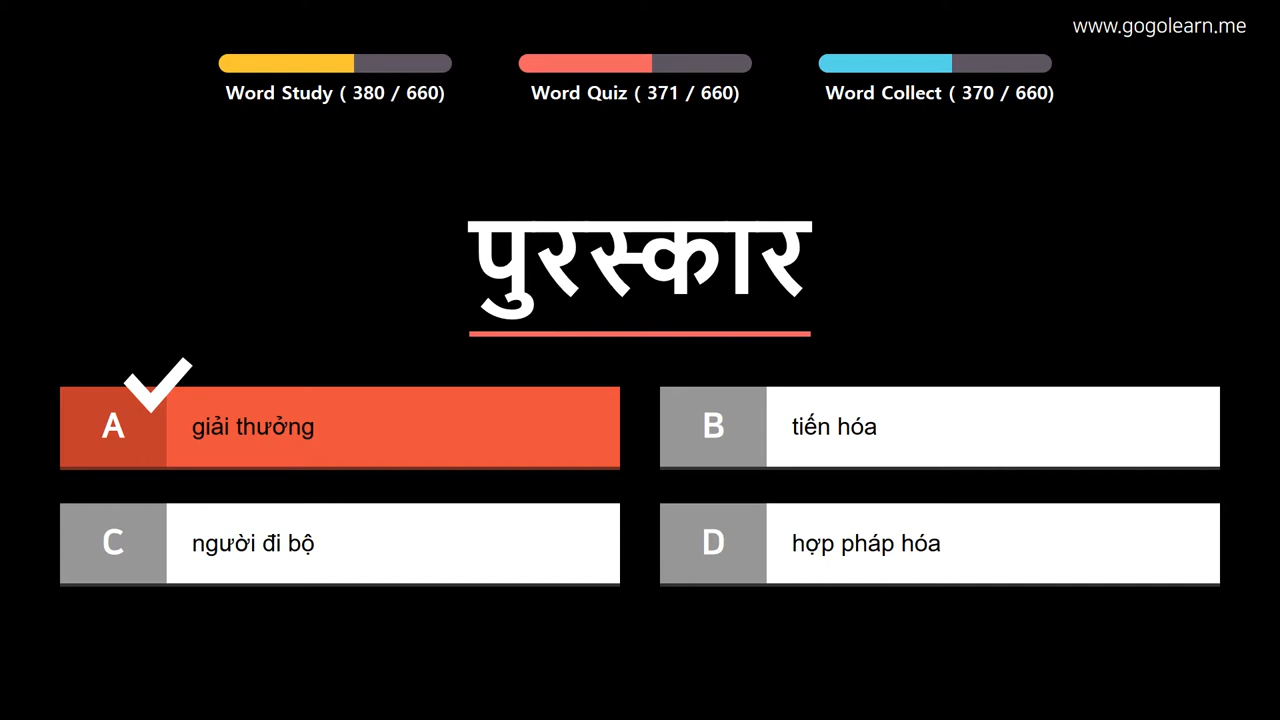 www.gogolearn.me
Word Study ( 380 / 660)
Word Quiz ( 371 / 660)
Word Collect ( 370 / 660)
पुरस्कार
A giải thưởng
B tiến hóa
C người đi bộ
D hợp pháp hóa